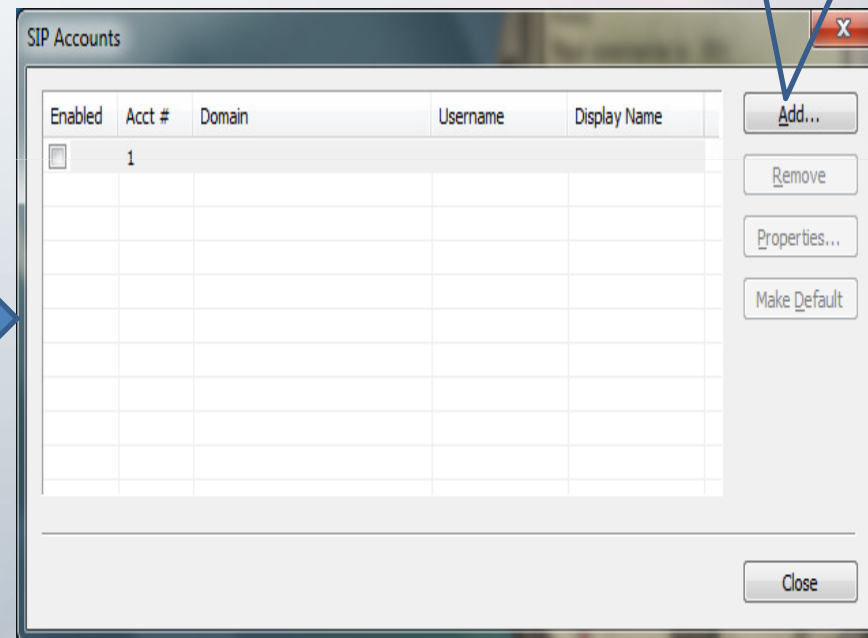 SIP Accounts
X
Enabled Acct # Domain Username Display Name
1
Add...
Remove
Properties...
Make Default
Close